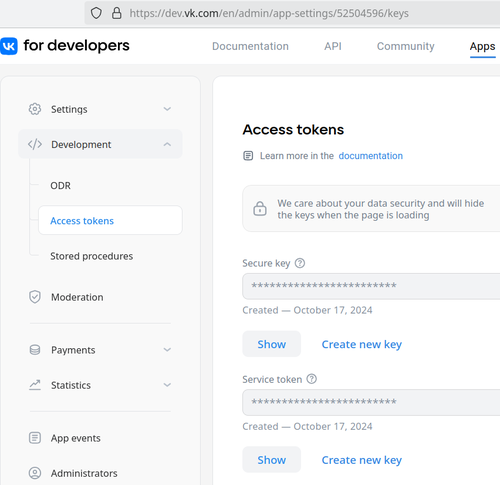 https://dev.vk.com/en/admin/app-settings/52504596/keys
VK for developers
Documentation API Community Apps
Settings
Development
ODR
Access tokens
Stored procedures
Moderation
Payments
Statistics
App events
Administrators
Access tokens
Learn more in the documentation
We care about your data security and will hide
the keys when the page is loading
Secure key
************************
Created — October 17, 2024
Show Create new key
Service token
************************
Created — October 17, 2024
Show Create new key